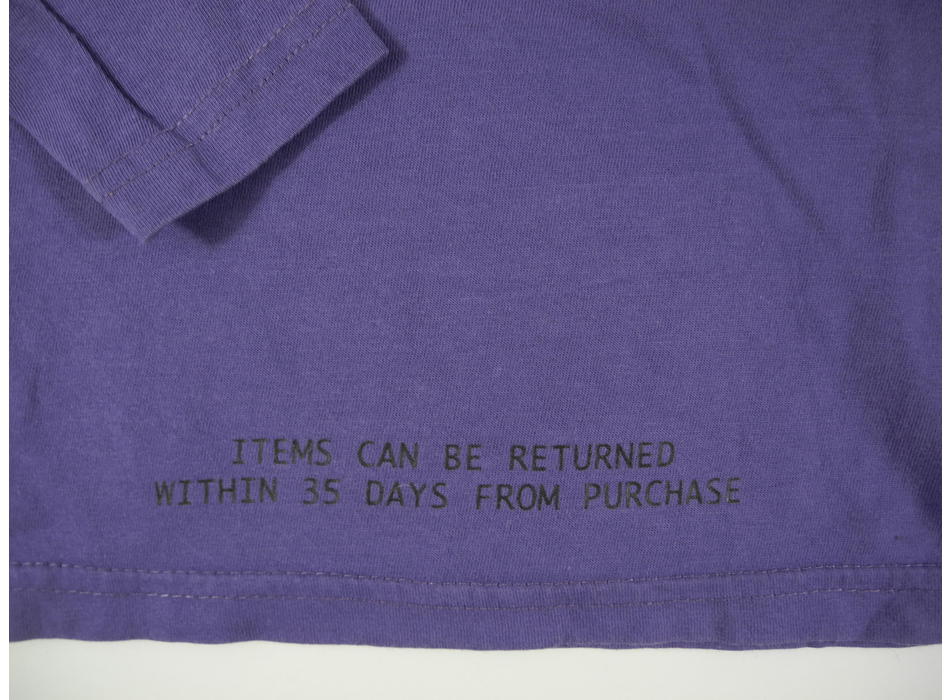 ITEMS CAN BE RETURNED
WITHIN 35 DAYS FROM PURCHASE